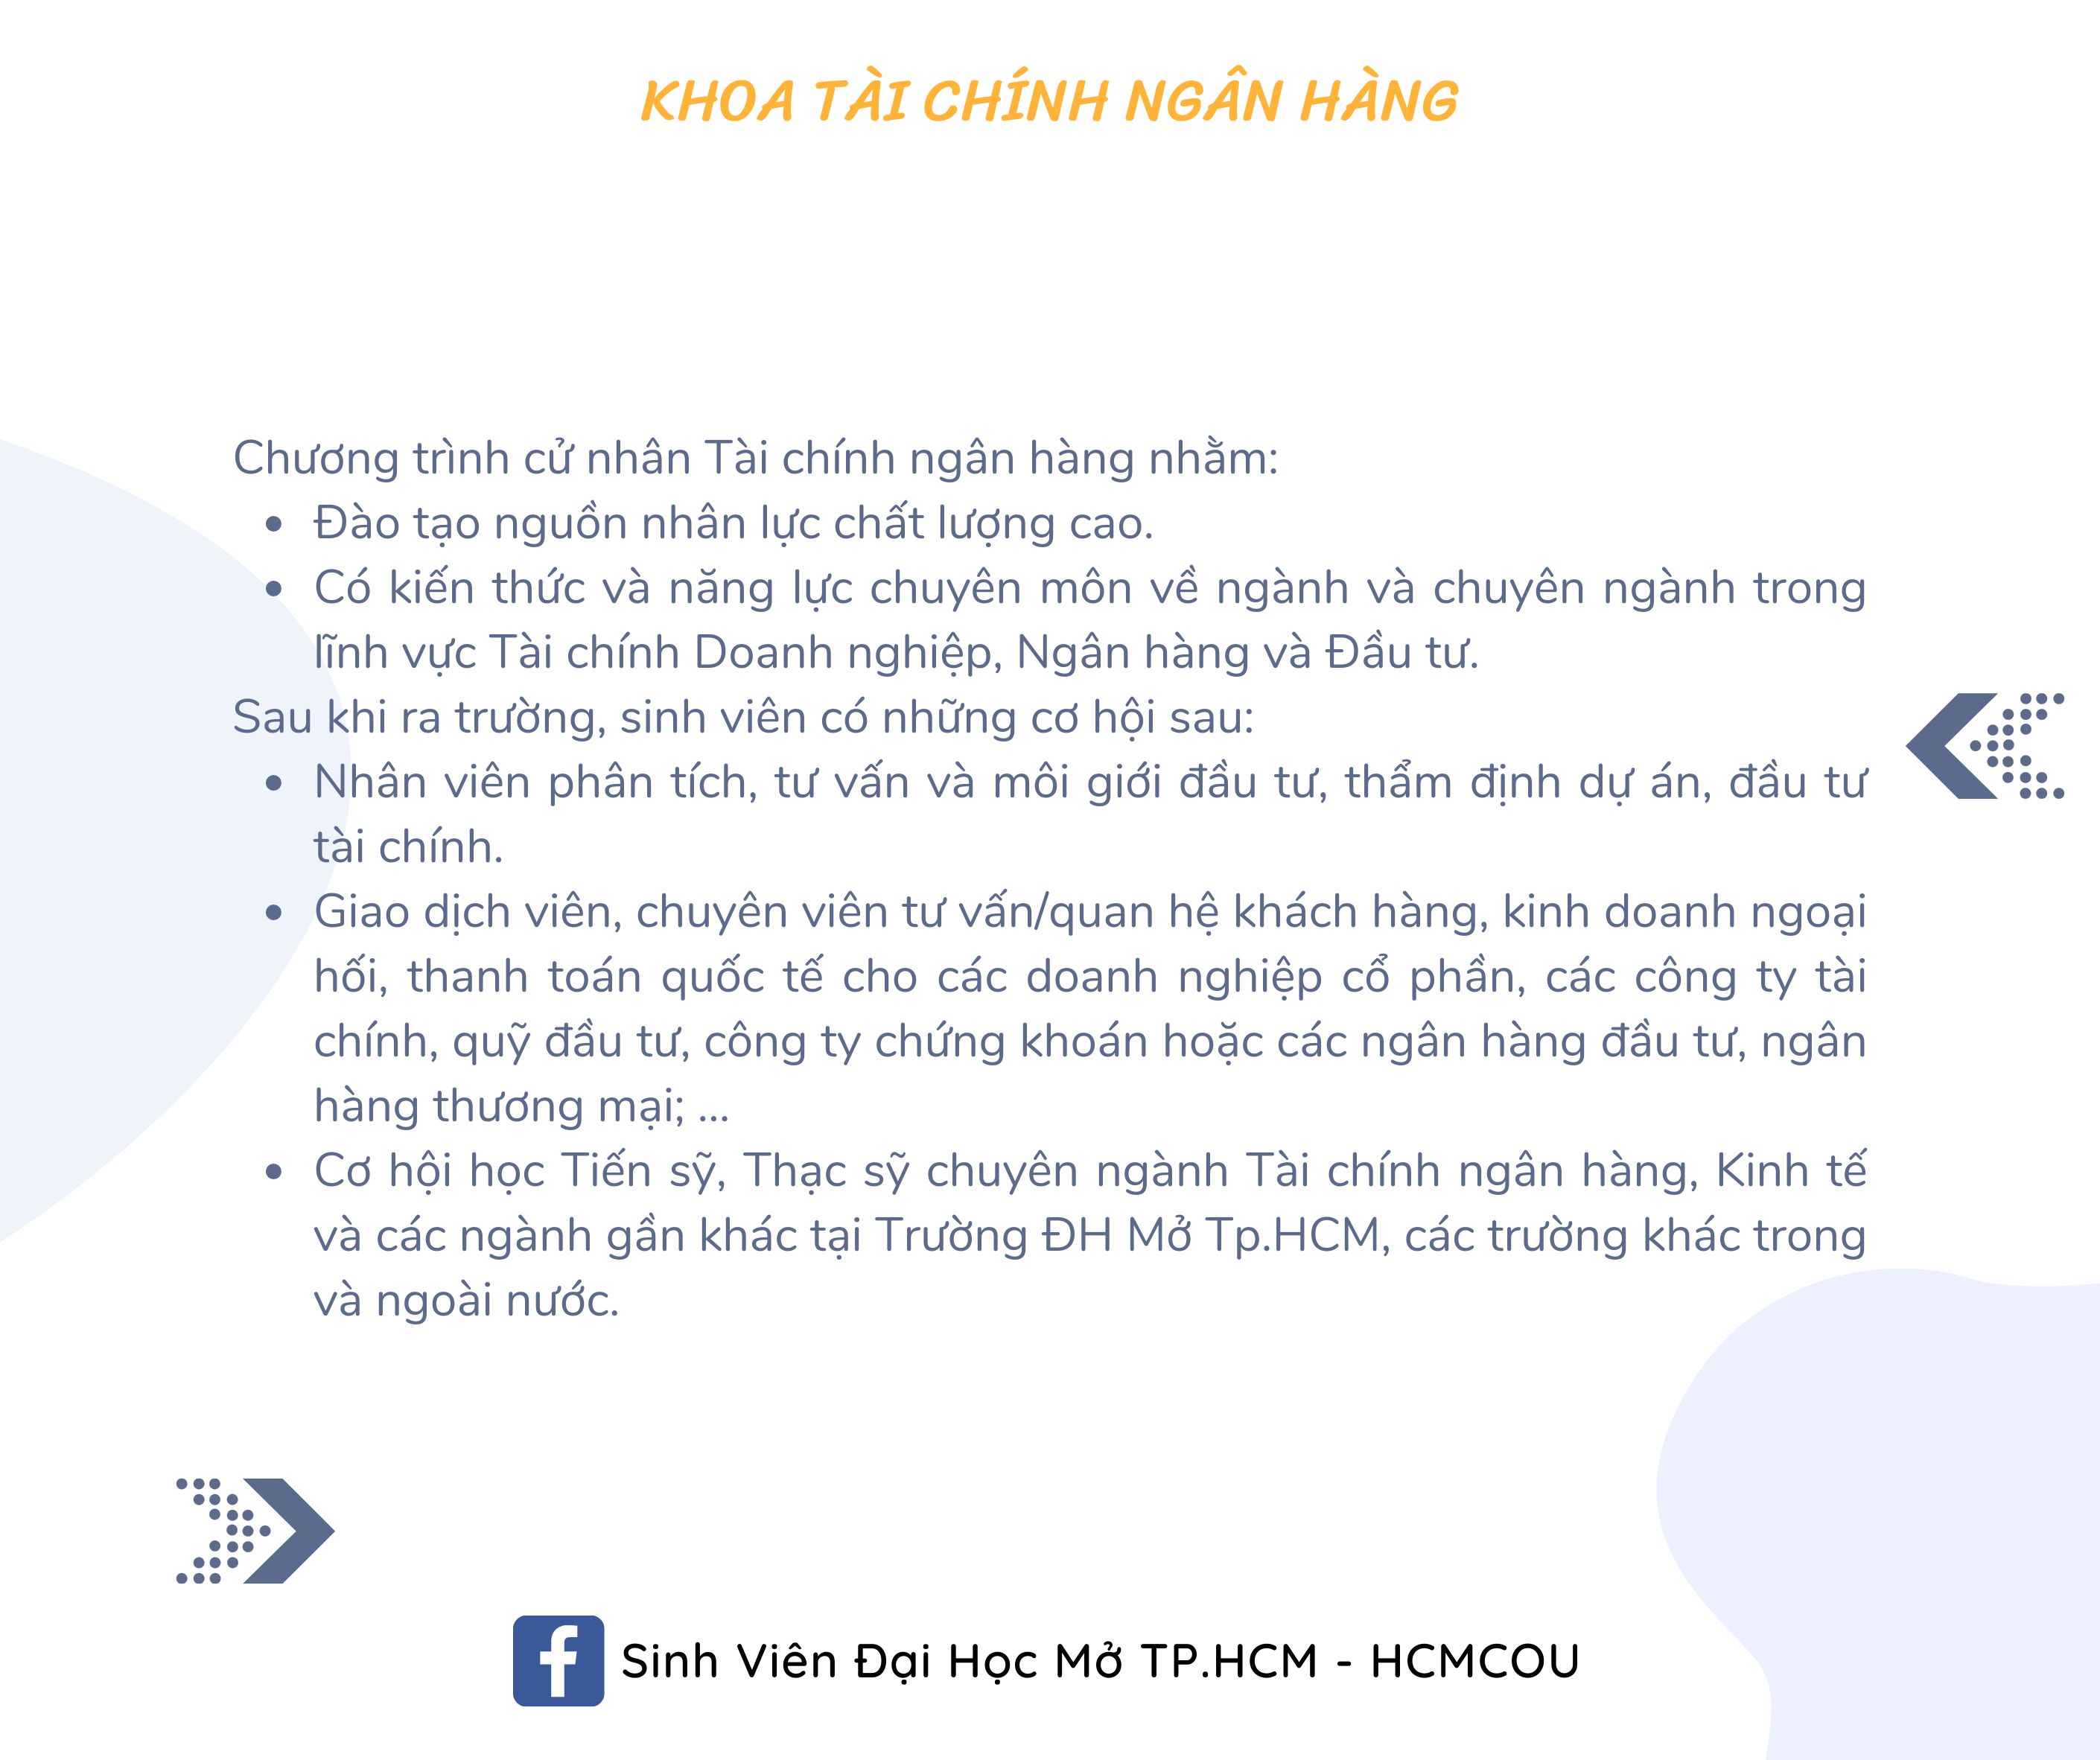 KHOA TÀI CHÍNH NGÂN HÀNG
Chương trình cử nhân Tài chính ngân hàng nhằm:
• Đào tạo nguồn nhân lực chất lượng cao.
• Có kiến thức và năng lực chuyên môn về ngành và chuyên ngành trong
lĩnh vực Tài chính Doanh nghiệp, Ngân hàng và Đầu tư.
Sau khi ra trường, sinh viên có những cơ hội sau:
• Nhân viên phân tích, tư vấn và môi giới đầu tư, thẩm định dự án, đầu tư
tài chính.
• Giao dịch viên, chuyên viên tư vấn/quan hệ khách hàng, kinh doanh ngoại
hối, thanh toán quốc tế cho các doanh nghiệp cổ phần, các công ty tài
chính, quỹ đầu tư, công ty chứng khoán hoặc các ngân hàng đầu tư, ngân
hàng thương mại; ...
• Cơ hội học Tiến sỹ, Thạc sỹ chuyên ngành Tài chính ngân hàng, Kinh tế
và các ngành gần khác tại Trường ĐH Mở Tp.HCM, các trường khác trong
và ngoài nước.
Sinh Viên Đại Học Mở TP.HCM - HCMCOU